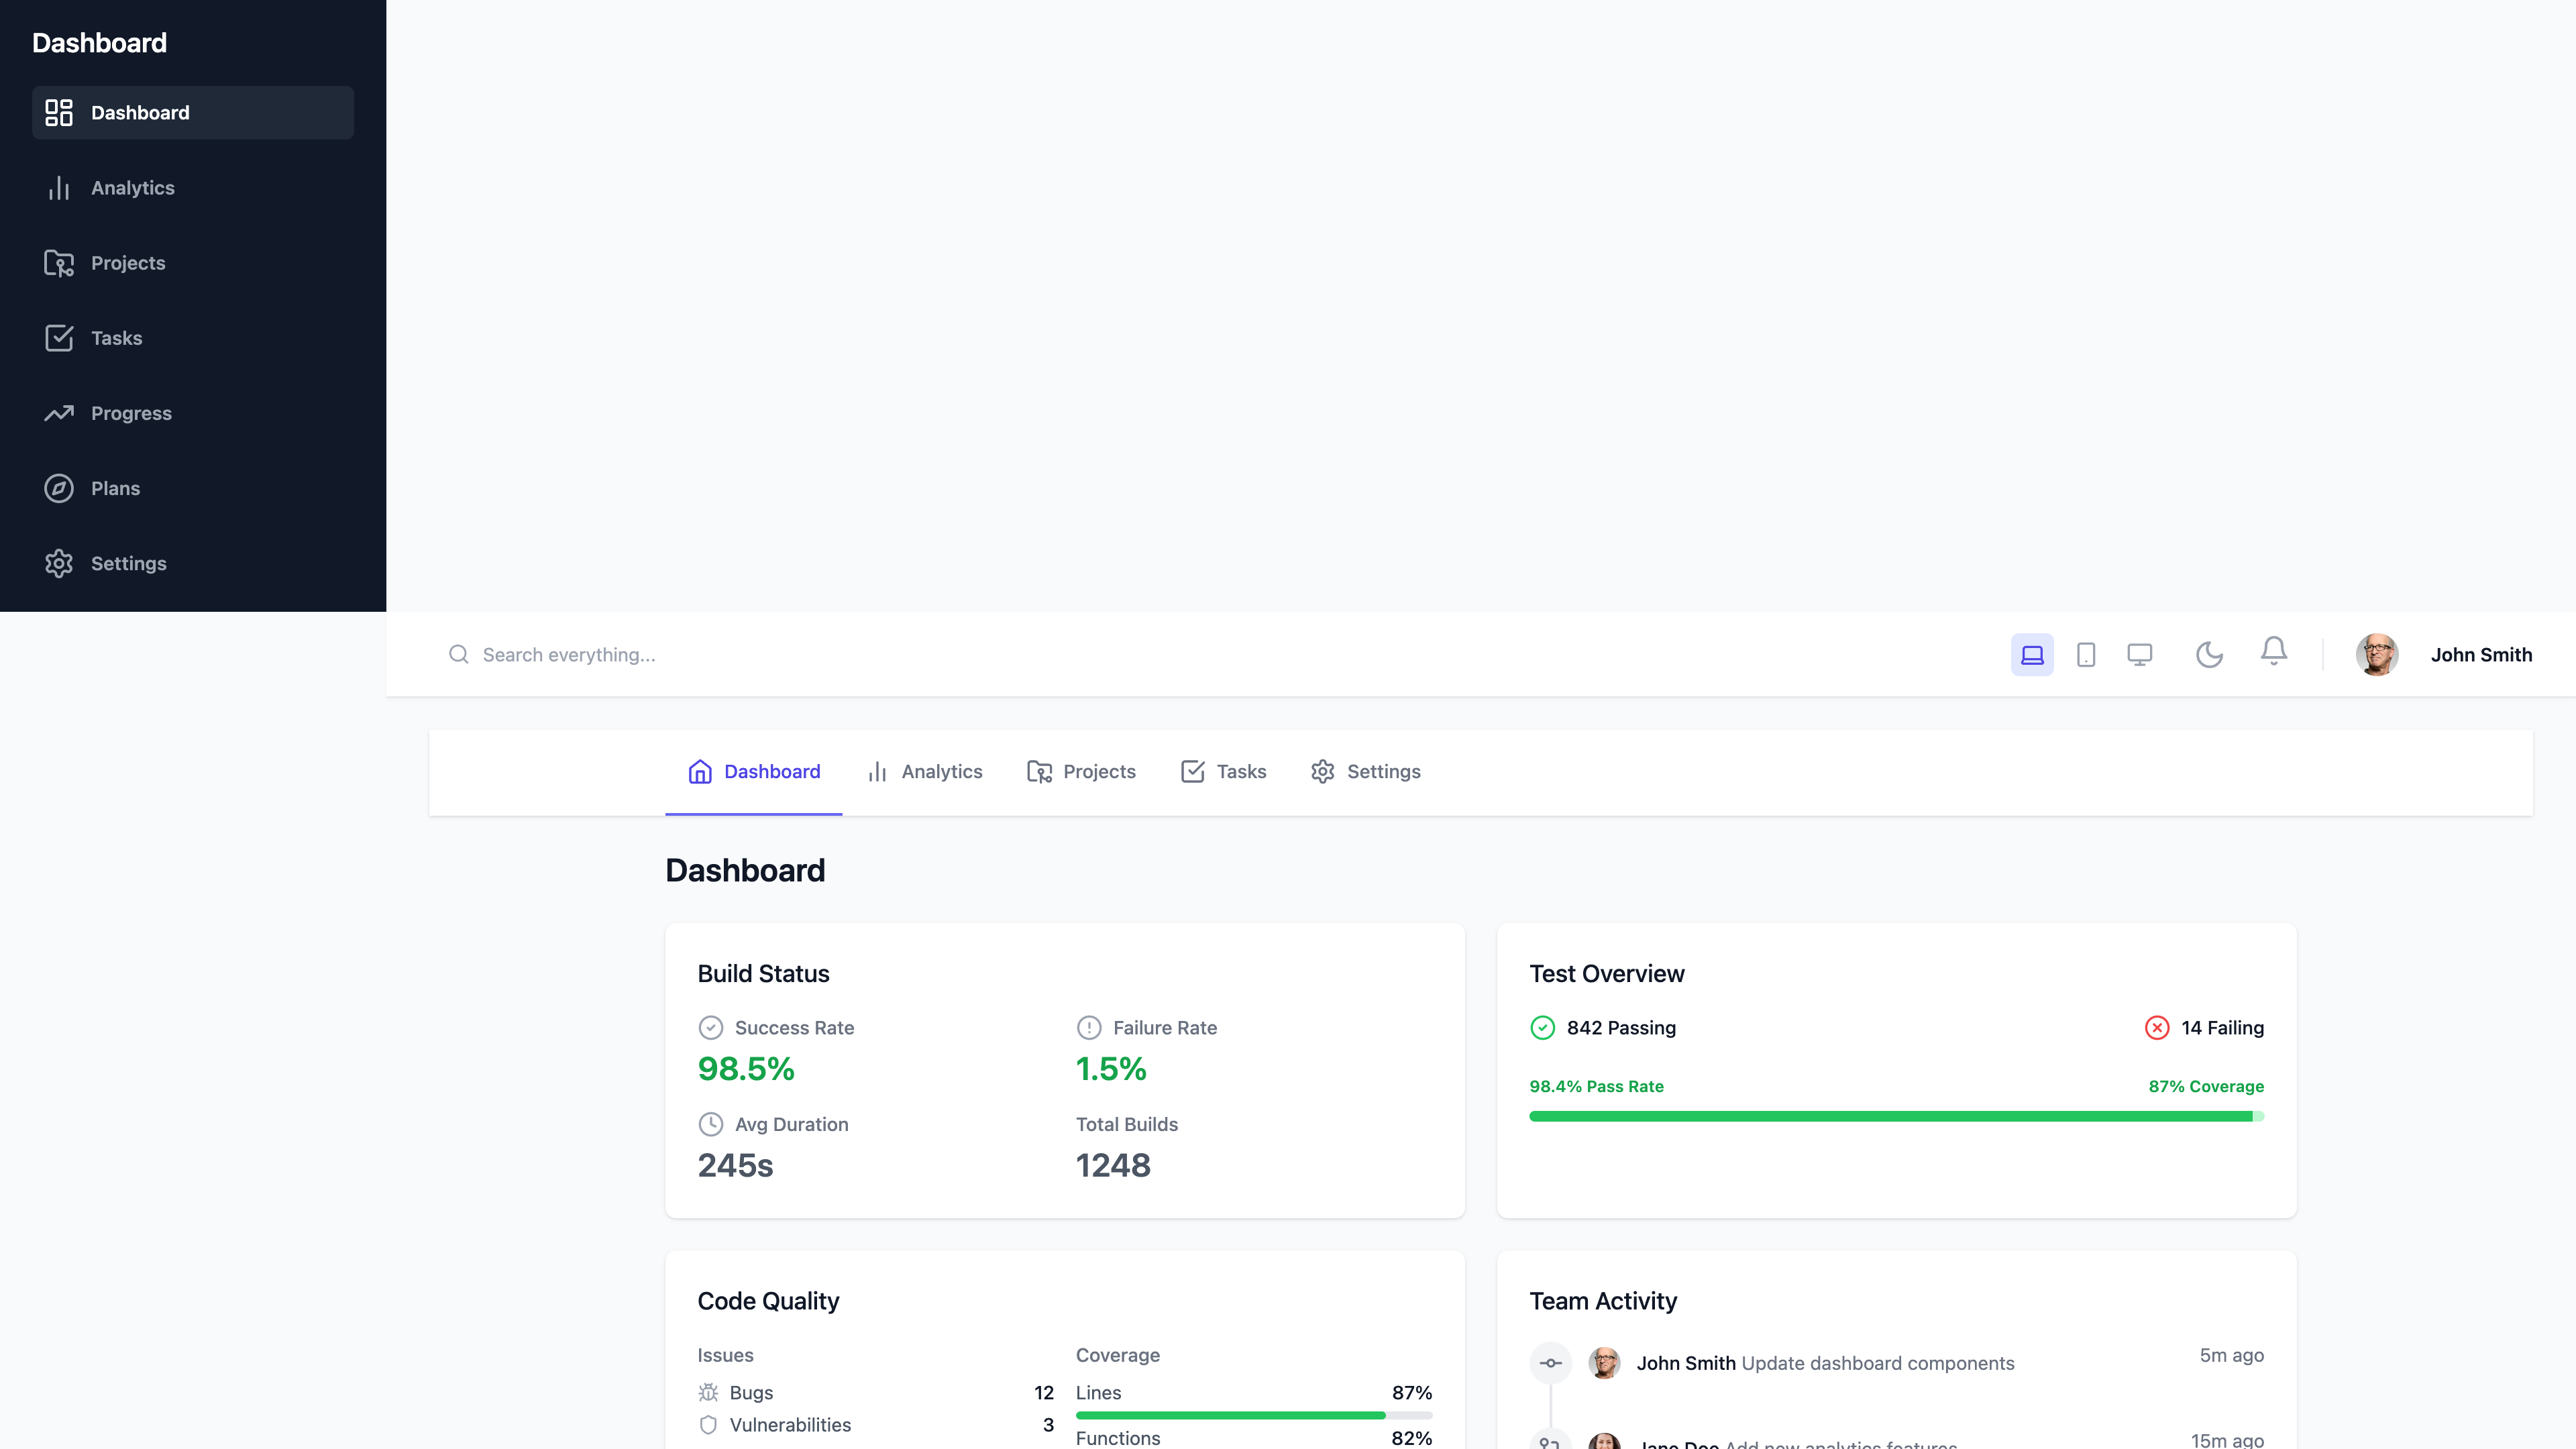 Dashboard
Dashboard
Analytics
Projects
Tasks
Progress
Plans
Settings
Search everything...
John Smith
Dashboard Analytics Projects Tasks Settings
Dashboard
Build Status
Success Rate Failure Rate
98.5% 1.5%
Avg Duration Total Builds
245s 1248
Test Overview
842 Passing 14 Failing
98.4% Pass Rate 87% Coverage
Code Quality
Issues Coverage
Bugs 12 Lines 87%
Vulnerabilities 3
Functions 82%
Team Activity
John Smith Update dashboard components 5m ago
Jane Doe Add new analytics features 15m ago